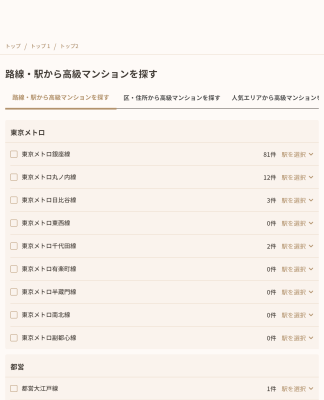 トップ / トップ1 / トップ2
路線・駅から高級マンションを探す
路線・駅から高級マンションを探す 区・住所から高級マンションを探す 人気エリアから高級マンション
東京メトロ
東京メトロ銀座線 81件 駅を選択
東京メトロ丸ノ内線 12件 駅を選択
東京メトロ日比谷線 3件 駅を選択
東京メトロ東西線 0件 駅を選択
東京メトロ千代田線 2件 駅を選択
東京メトロ有楽町線 0件 駅を選択
東京メトロ半蔵門線 0件 駅を選択
東京メトロ南北線 0件 駅を選択
東京メトロ副都心線 0件 駅を選択
都営
都営大江戸線 1件 駅を選択